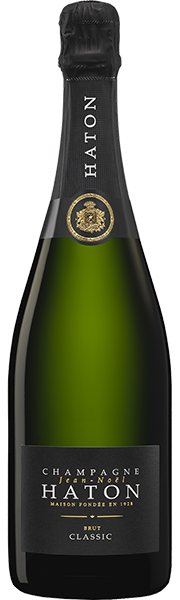 HATON
CHAMPAGNE
Jean-Noël
HATON
MAISON FONDÉE EN 1928
BRUT
CLASSIC